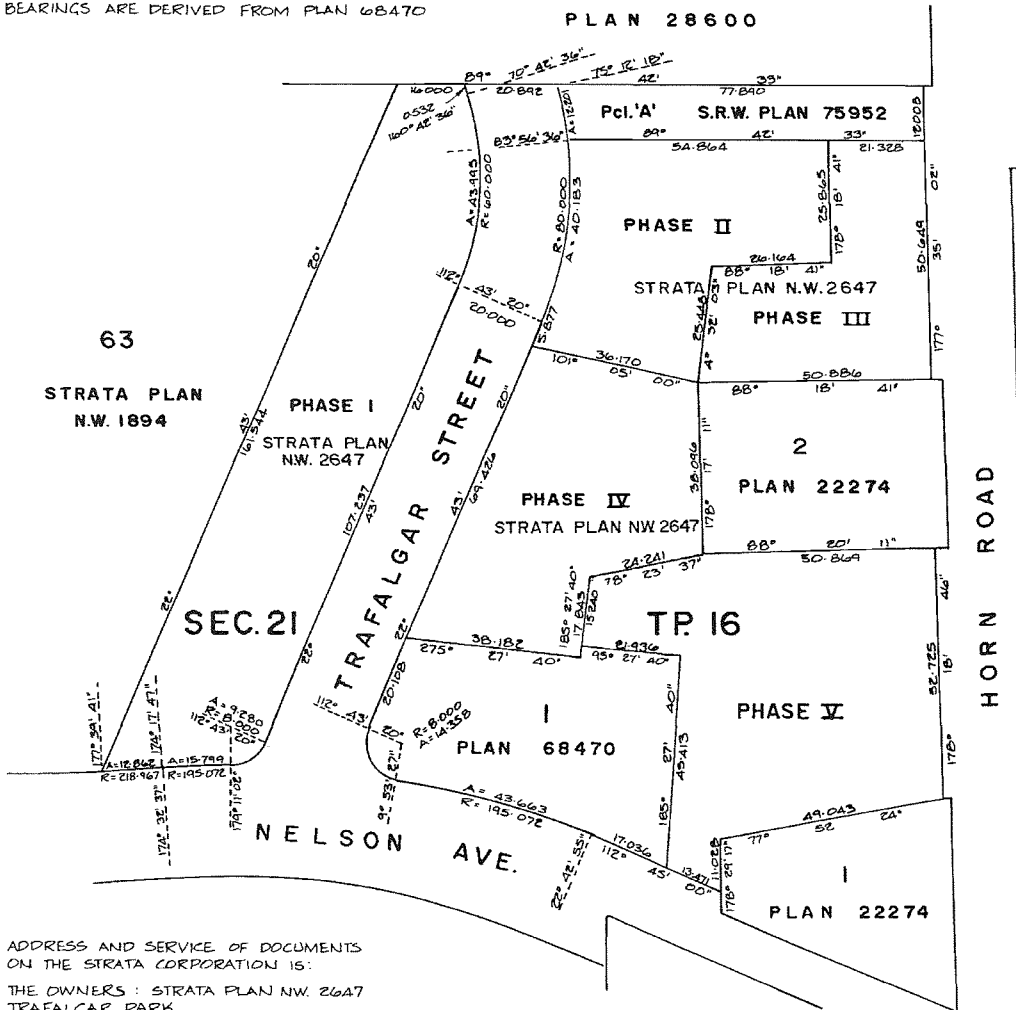 BEARINGS ARE DERIVED FROM PLAN 68470
PLAN 28600
89° 70° 42' 36" 75° 12' 18" 42' 33"
16.000 20.892 77.890
0.532
160° 42' 36"
A=12.201
Pcl.'A' S.R.W. PLAN 75952
12.008
83° 56' 36" 89° 42' 33"
54.864 21.328
A=43.995
R=60.000
R=80.000
A = 40.183
25.865
178° 18' 41"
02"
50.649
35'
177°
PHASE II
26.164
88° 18' 41"
STRATA PLAN N.W. 2647
25.448
4° 32' 03"
PHASE III
20°
112° 43' 20"
20.000
5.877
63
STRATA PLAN
N.W. 1894
43'
161.544
22°
PHASE I
STRATA PLAN
N.W. 2647
20"
107.237
43'
22°
TRAFALGAR STREET
20"
69.426
43'
22°
36.170
101° 05' 00"
50.886
88° 18' 41"
2
PLAN 22274
38.096
178° 17' 11"
PHASE IV
STRATA PLAN NW. 2647
88° 20' 11"
50.869
HORN ROAD
24.241
78° 23' 37"
185° 27' 40"
17.843
15.240
SEC. 21
TP. 16
38.182
275° 27' 40"
21.936
95° 27' 40"
46"
52.725
18'
178°
20.108
112° 43' 20"
R=8.000
A=14.358
1
PLAN 68470
40"
27'
45.413
185°
PHASE V
177° 39' 41"
174° 17' 47"
A = 9.280
112° 43'
A=12.862 A=15.799
R=218.967 R=195.072
174° 32' 37"
179° 11' 02"
9° 53' 27"
A = 43.663
R = 195.072
49.043
77° 52' 24"
NELSON AVE.
22° 42' 55"
17.036
112° 45' 00"
13.471
11.028
178° 29' 17"
1
PLAN 22274
ADDRESS AND SERVICE OF DOCUMENTS
ON THE STRATA CORPORATION IS:
THE OWNERS : STRATA PLAN NW. 2647
TRAFALGAR PARK